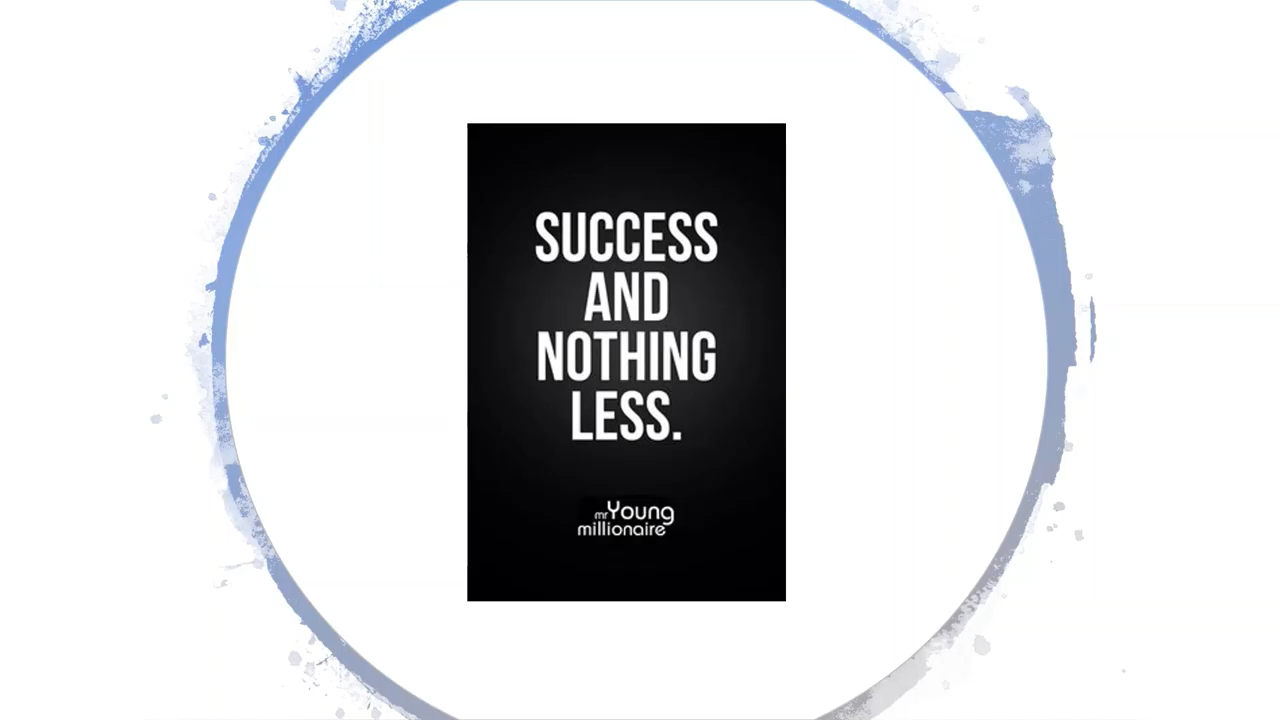 SUCCESS
AND
NOTHING
LESS.
mr Young
millionaire